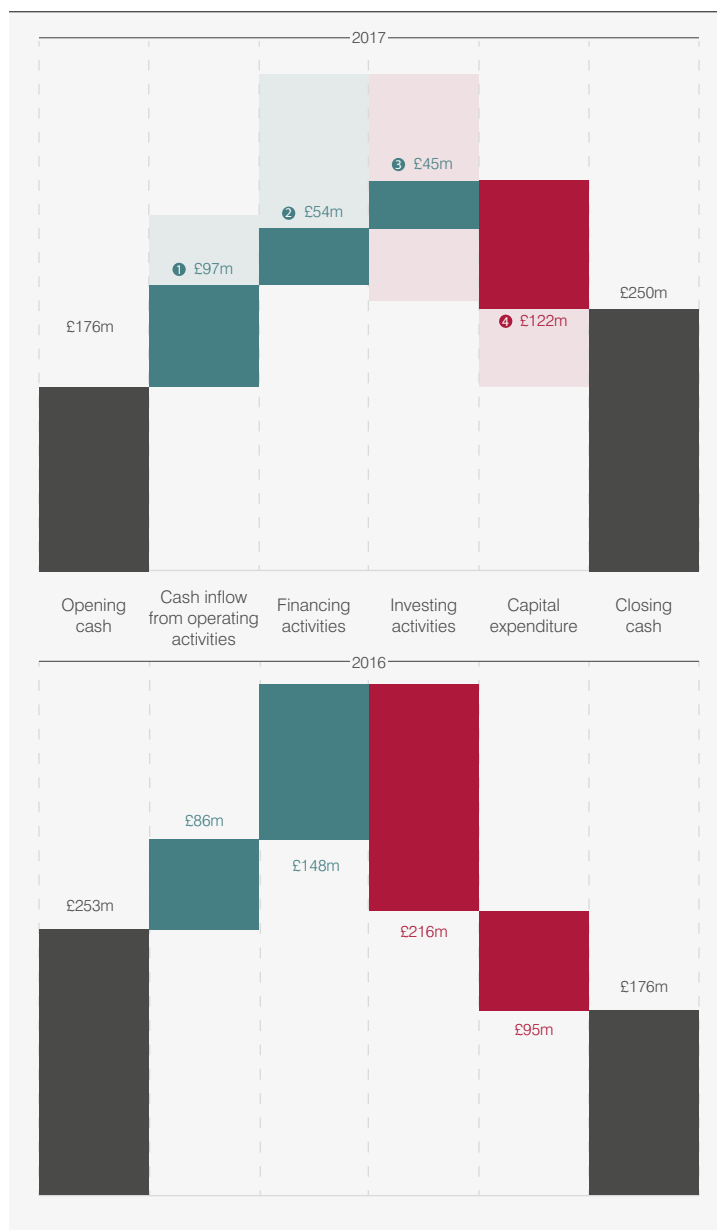 2017
❸ £45m
❷ £54m
❶ £97m
£250m
❹ £122m
£176m
Opening
cash
Cash inflow
from operating
activities
Financing
activities
Investing
activities
Capital
expenditure
Closing
cash
2016
£86m
£148m
£253m
£216m
£176m
£95m